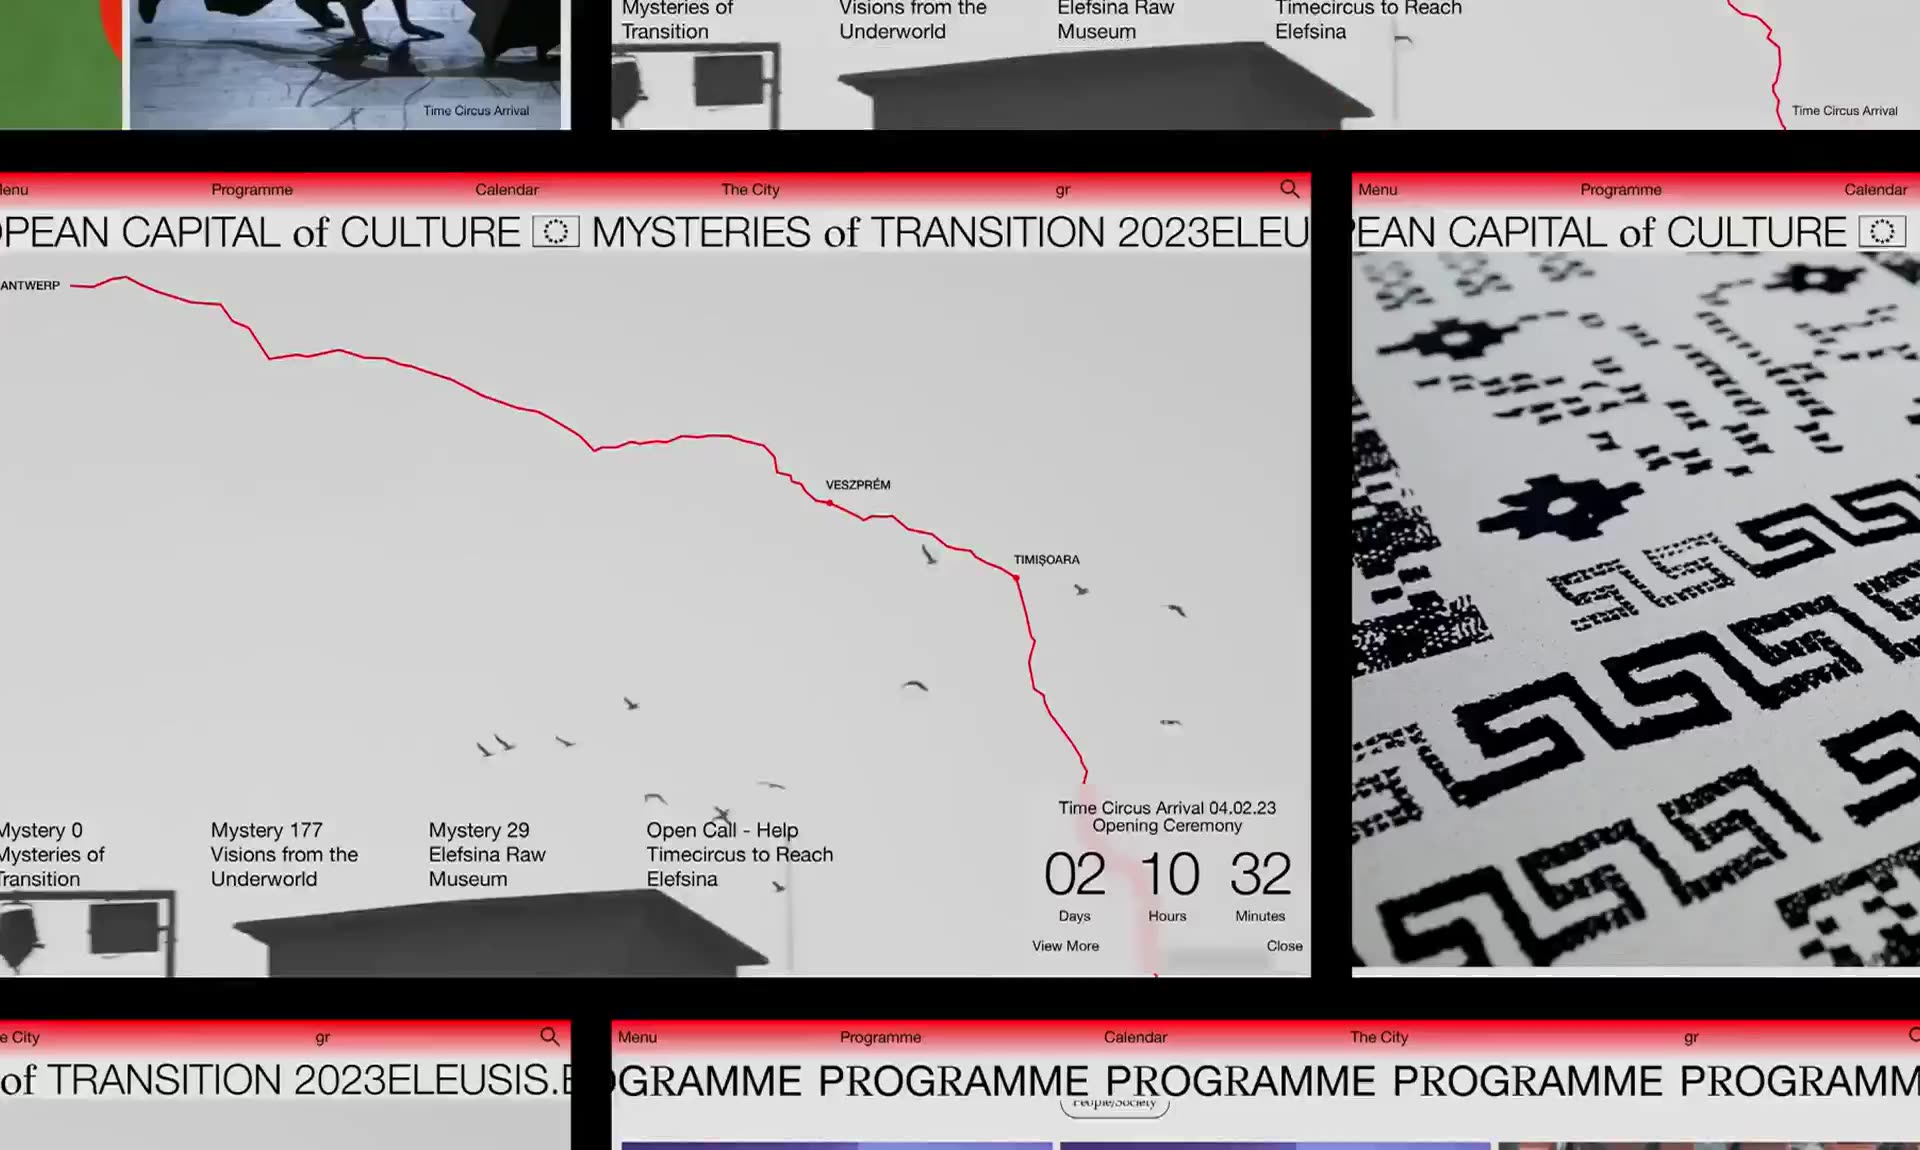 Time Circus Arrival
Mysteries of
Transition
Visions from the
Underworld
Elefsina Raw
Museum
Timecircus to Reach
Elefsina
Time Circus Arrival
Programme
Calendar
The City
gr
CAPITAL of CULTURE MYSTERIES of TRANSITION 2023ELEU
ANTWERP
VESZPRÉM
TIMIȘOARA
Mystery 0
Mysteries of
Transition
Mystery 177
Visions from the
Underworld
Mystery 29
Elefsina Raw
Museum
Open Call - Help
Timecircus to Reach
Elefsina
Time Circus Arrival 04.02.23
Opening Ceremony
02 10 32
Days Hours Minutes
View More Close
Menu
Programme
Calendar
CAPITAL of CULTURE
City
gr
of TRANSITION 2023ELEUSIS.E
Menu
Programme
Calendar
The City
gr
OGRAMME PROGRAMME PROGRAMME PROGRAMME PROGRAMM
People/Society